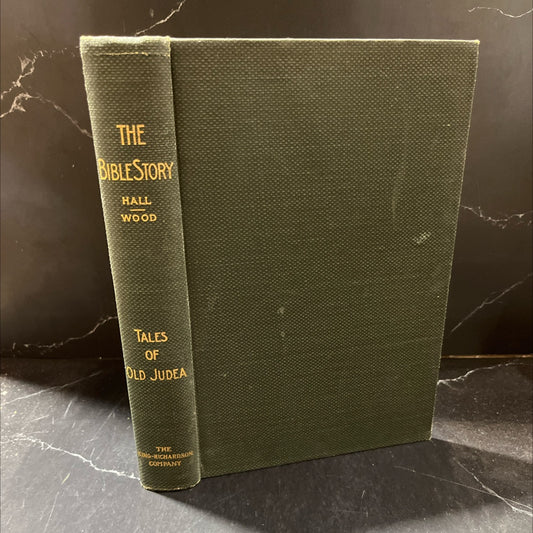 THE
BIBLE STORY
HALL
WOOD
TALES
OF
OLD JUDEA
THE
KING-RICHARDSON
COMPANY